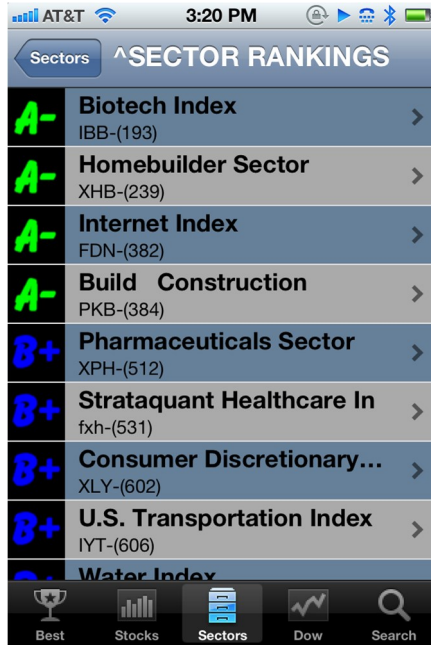 AT&T 3:20 PM
Sectors ^SECTOR RANKINGS
A- Biotech Index
IBB-(193)
A- Homebuilder Sector
XHB-(239)
A- Internet Index
FDN-(382)
A- Build   Construction
PKB-(384)
B+ Pharmaceuticals Sector
XPH-(512)
B+ Strataquant Healthcare In
fxh-(531)
B+ Consumer Discretionary...
XLY-(602)
B+ U.S. Transportation Index
IYT-(606)
Water Index
Best Stocks Sectors Dow Search